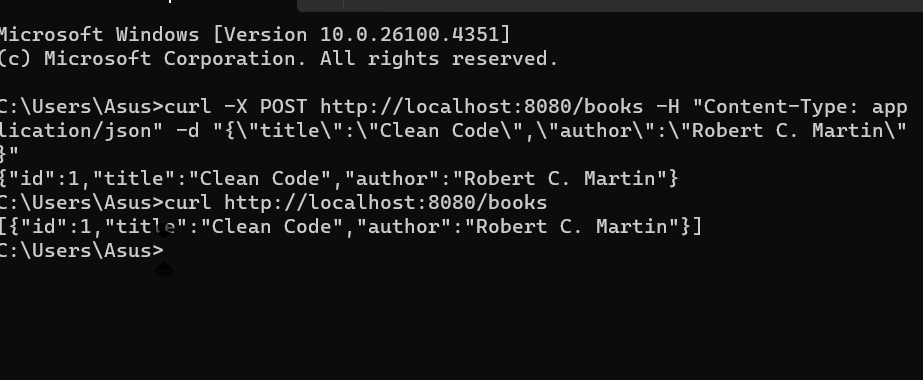 Microsoft Windows [Version 10.0.26100.4351]
(c) Microsoft Corporation. All rights reserved.
C:\Users\Asus>curl -X POST http://localhost:8080/books -H "Content-Type: app
lication/json" -d "{\"title\":\"Clean Code\",\"author\":\"Robert C. Martin\"
}"
{"id":1,"title":"Clean Code","author":"Robert C. Martin"}
C:\Users\Asus>curl http://localhost:8080/books
[{"id":1,"title":"Clean Code","author":"Robert C. Martin"}]
C:\Users\Asus>